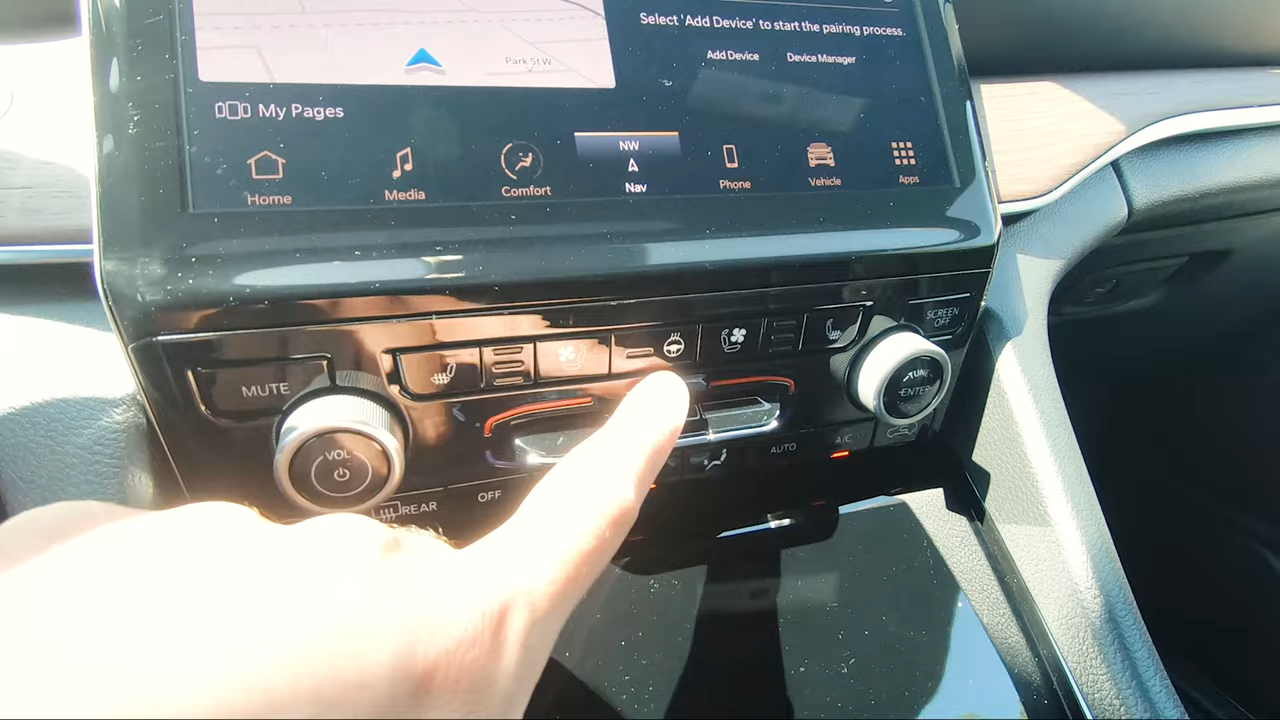 Select 'Add Device' to start the pairing process.
Add Device
Device Manager
Park St W
My Pages
NW
Home
Media
Comfort
Nav
Phone
Vehicle
Apps
SCREEN
OFF
MUTE
TUNE
ENTER
VOL
AUTO
A/C
OFF
REAR